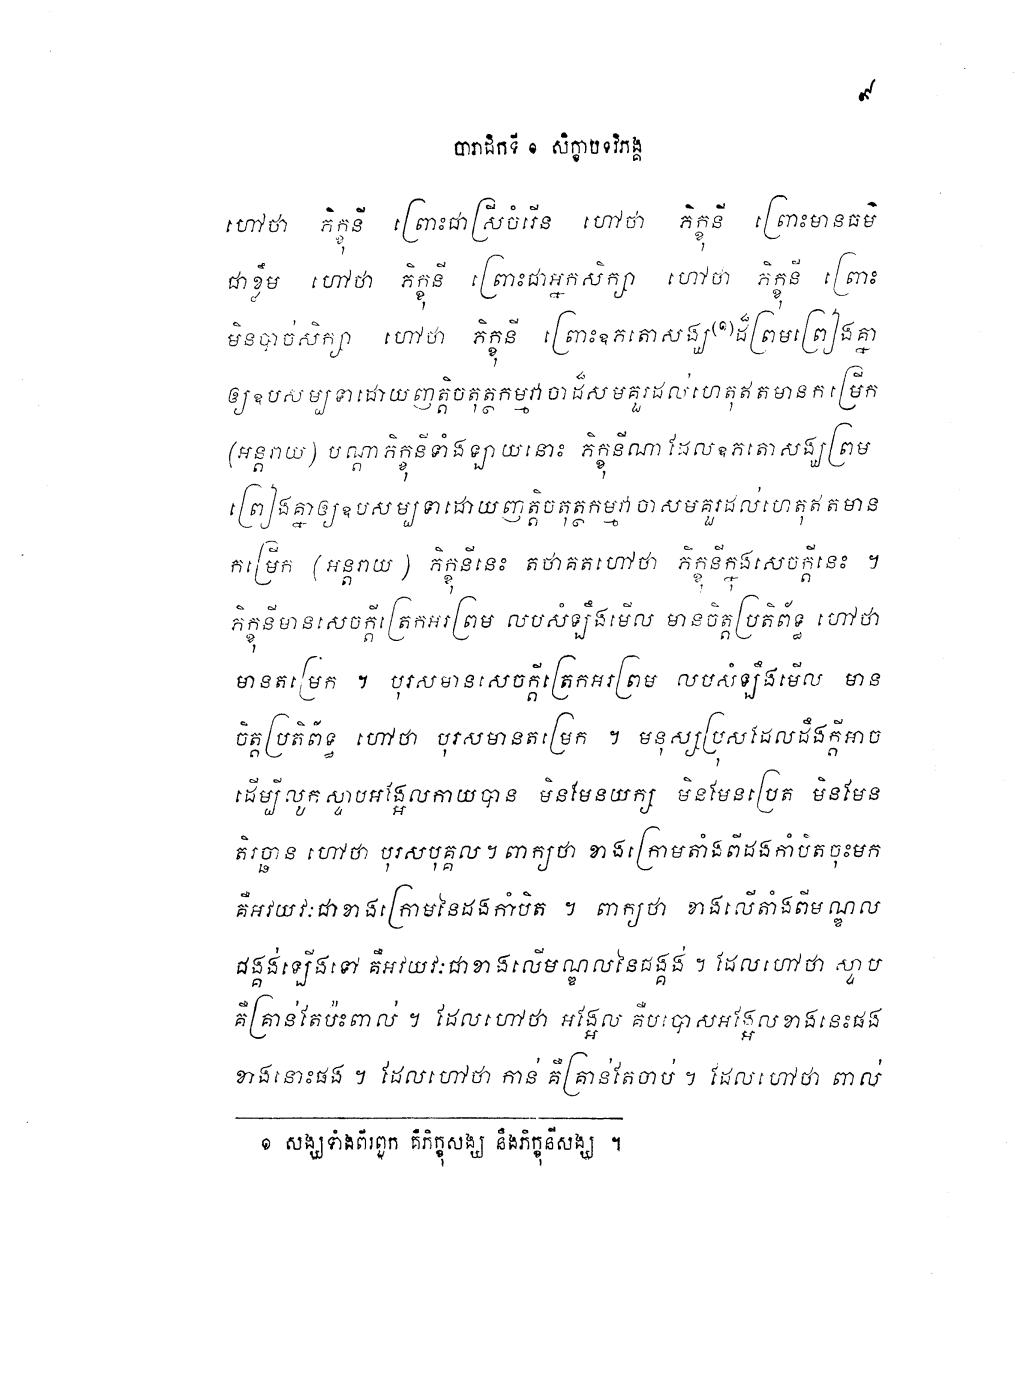 ៩
បារាជិកទី ១ សិក្ខាបទវិភង្គ
ហៅថា ភិក្ខុនី ព្រោះជាស្រីចំរើន ហៅថា ភិក្ខុនី ព្រោះមានធម៌
ជាខ្ទឹម ហៅថា ភិក្ខុនី ព្រោះជាអ្នកសិក្សា ហៅថា ភិក្ខុនី ព្រោះ
មិនបាច់សិក្សា ហៅថា ភិក្ខុនី ព្រោះឧភតោសង្ឃ(១)ដ៏ព្រមព្រៀងគ្នា
ឲ្យឧបសម្បទាដោយញត្តិចតុត្ថកម្មវាចាដ៏សមគួរដល់ហេតុឥតមានកម្រើក
(អន្តរាយ) បណ្តាភិក្ខុនីទាំងឡាយនោះ ភិក្ខុនីណាដែលឧភតោសង្ឃព្រម
ព្រៀងគ្នាឲ្យឧបសម្បទាដោយញត្តិចតុត្ថកម្មវាចាសមគួរដល់ហេតុឥតមាន
កម្រើក (អន្តរាយ) ភិក្ខុនីនេះ តថាគតហៅថា ភិក្ខុនីក្នុងសេចក្តីនេះ ។
ភិក្ខុនីមានសេចក្តីត្រេកអរព្រម លបសំឡឹងមើល មានចិត្តប្រតិព័ទ្ធ ហៅថា
មានតម្រេក ។ បុរសមានសេចក្តីត្រេកអរព្រម លបសំឡឹងមើល មាន
ចិត្តប្រតិព័ទ្ធ ហៅថា បុរសមានតម្រេក ។ មនុស្សប្រុសដែលដឹងក្តីអាច
ដើម្បីលូកស្ទាបអង្អែលកាយបាន មិនមែនយក្ស មិនមែនប្រេត មិនមែន
តិរច្ឆាន ហៅថា បុរសបុគ្គល ។ ពាក្យថា ខាងក្រោមតាំងពីដងកាំបិតចុះមក
គឺអវយវៈជាខាងក្រោមនៃដងកាំបិត ។ ពាក្យថា ខាងលើតាំងពីមណ្ឌល
ជង្គង់ឡើងទៅ គឺអវយវៈជាខាងលើមណ្ឌលនៃជង្គង់ ។ ដែលហៅថា ស្ទាប
គឺគ្រាន់តែប៉ះពាល់ ។ ដែលហៅថា អង្អែល គឺបបោសអង្អែលខាងនេះផង
ខាងនោះផង ។ ដែលហៅថា កាន់ គឺគ្រាន់តែចាប់ ។ ដែលហៅថា ពាល់
១ សង្ឃទាំងពីរពួក គឺភិក្ខុសង្ឃ នឹងភិក្ខុនីសង្ឃ ។